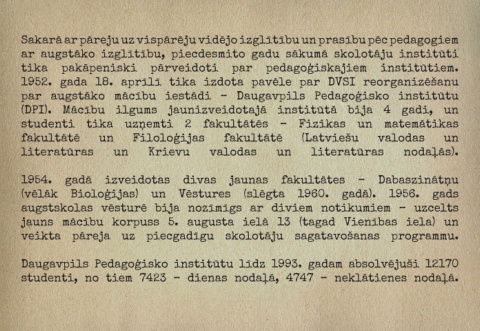 Sakarā ar pāreju uz vispārēju vidējo izglītību un prasību pēc pedagogiem
ar augstāko izglītību, piecdesmito gadu sākumā skolotāju institūti
tika pakāpeniski pārveidoti par pedagoģiskajiem institūtiem.
1952. gada 18. aprīlī tika izdota pavēle par DVSI reorganizēšanu
par augstāko mācību iestādi - Daugavpils Pedagoģisko institūtu
(DPI). Mācību ilgums jaunizveidotajā institūtā bija 4 gadi, un
studenti tika uzņemti 2 fakultātēs - Fizikas un matemātikas
fakultātē un Filoloģijas fakultātē (Latviešu valodas un
literatūras un Krievu valodas un literatūras nodaļās).
1954. gadā izveidotas divas jaunas fakultātes - Dabaszinātņu
(vēlāk Bioloģijas) un Vēstures (slēgta 1960. gadā). 1956. gads
augstskolas vēsturē bija nozīmīgs ar diviem notikumiem - uzcelts
jauns mācību korpuss 5. augusta ielā 13 (tagad Vienības iela) un
veikta pāreja uz piecgadīgu skolotāju sagatavošanas programmu.
Daugavpils Pedagoģisko institūtu līdz 1993. gadam absolvējuši 12170
studenti, no tiem 7423 - dienas nodaļā, 4747 - neklātienes nodaļā.